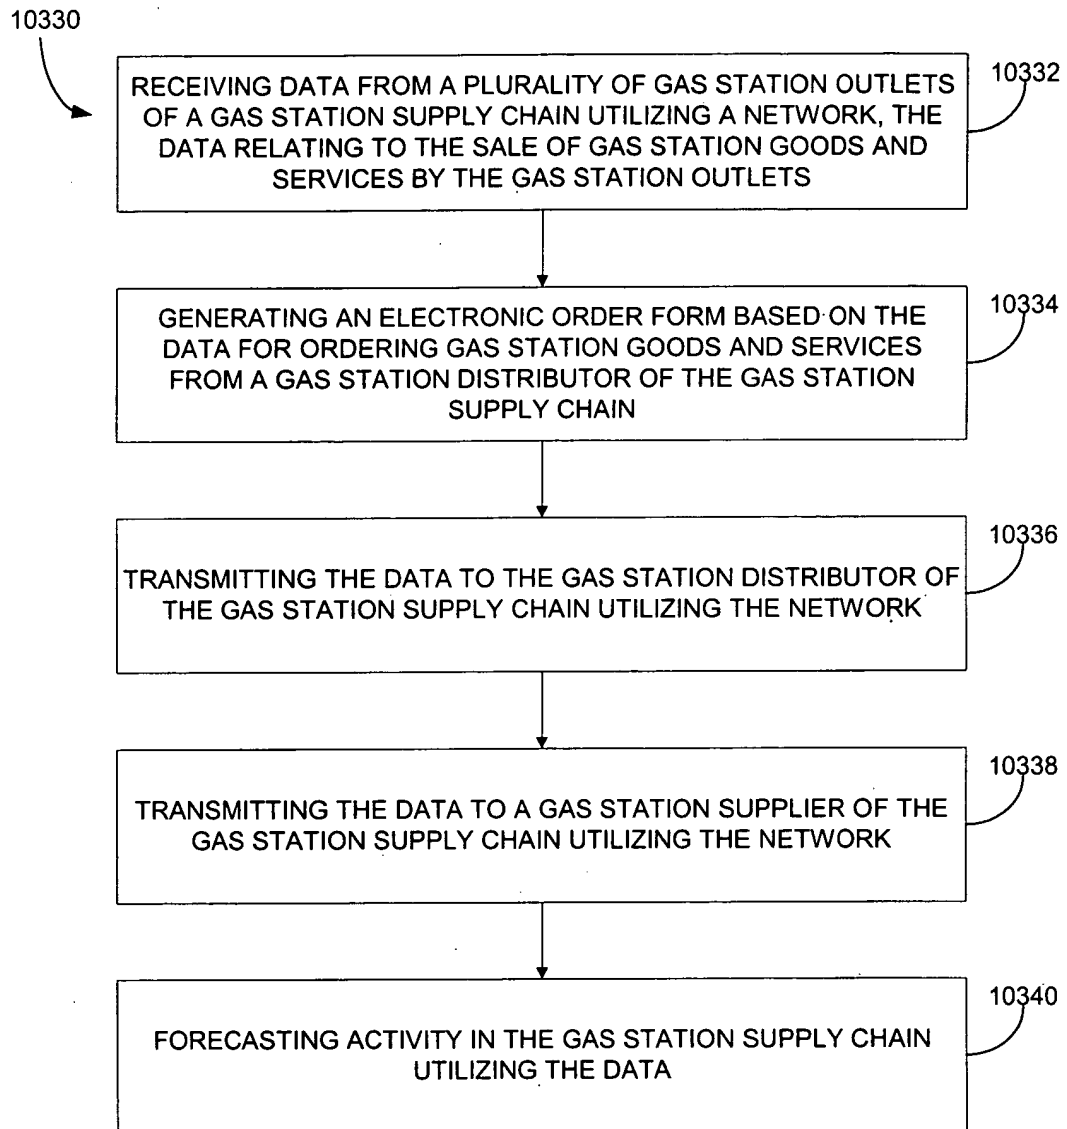 10330
RECEIVING DATA FROM A PLURALITY OF GAS STATION OUTLETS
OF A GAS STATION SUPPLY CHAIN UTILIZING A NETWORK, THE
DATA RELATING TO THE SALE OF GAS STATION GOODS AND
SERVICES BY THE GAS STATION OUTLETS
10332
GENERATING AN ELECTRONIC ORDER FORM BASED ON THE
DATA FOR ORDERING GAS STATION GOODS AND SERVICES
FROM A GAS STATION DISTRIBUTOR OF THE GAS STATION
SUPPLY CHAIN
10334
TRANSMITTING THE DATA TO THE GAS STATION DISTRIBUTOR OF
THE GAS STATION SUPPLY CHAIN UTILIZING THE NETWORK
10336
TRANSMITTING THE DATA TO A GAS STATION SUPPLIER OF THE
GAS STATION SUPPLY CHAIN UTILIZING THE NETWORK
10338
FORECASTING ACTIVITY IN THE GAS STATION SUPPLY CHAIN
UTILIZING THE DATA
10340